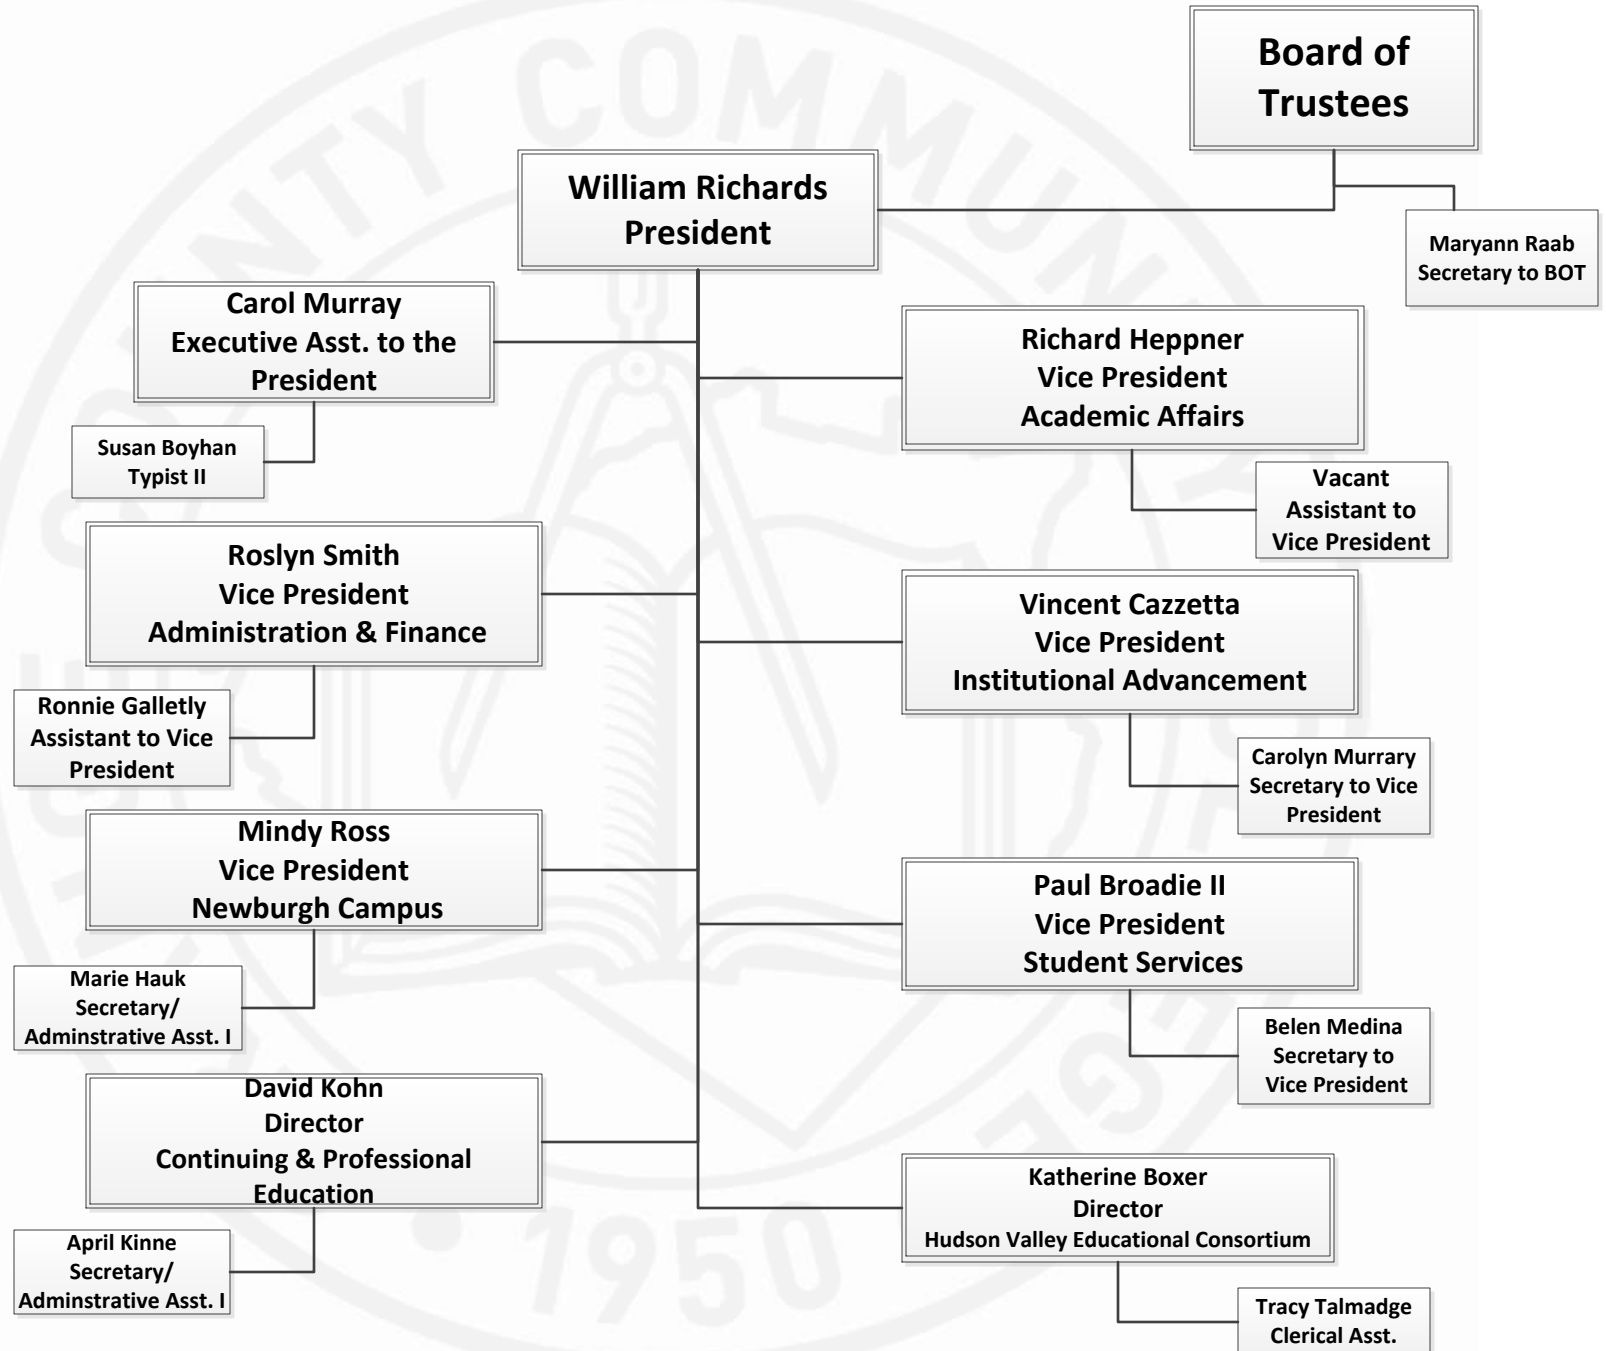 Board of
Trustees
William Richards
President
Maryann Raab
Secretary to BOT
Carol Murray
Executive Asst. to the
President
Richard Heppner
Vice President
Academic Affairs
Susan Boyhan
Typist II
Vacant
Assistant to
Vice President
Roslyn Smith
Vice President
Administration & Finance
Vincent Cazzetta
Vice President
Institutional Advancement
Ronnie Galletly
Assistant to Vice
President
Carolyn Murrary
Secretary to Vice
President
Mindy Ross
Vice President
Newburgh Campus
Paul Broadie II
Vice President
Student Services
Marie Hauk
Secretary/
Adminstrative Asst. I
Belen Medina
Secretary to
Vice President
David Kohn
Director
Continuing & Professional
Education
Katherine Boxer
Director
Hudson Valley Educational Consortium
April Kinne
Secretary/
Adminstrative Asst. I
Tracy Talmadge
Clerical Asst.
COUNTY COMMUNITY
• 1950